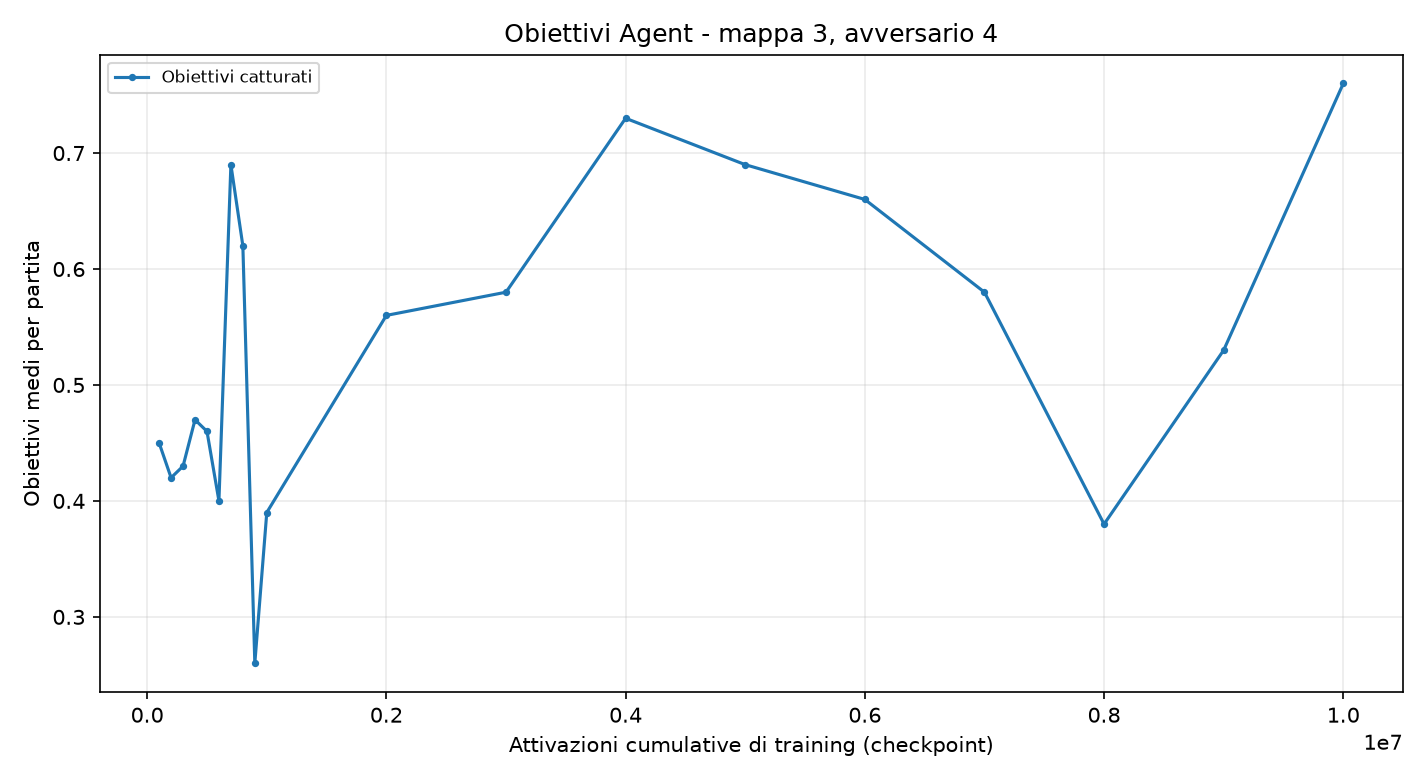 Obiettivi Agent - mappa 3, avversario 4
Obiettivi catturati
Obiettivi medi per partita
0.7
0.6
0.5
0.4
0.3
0.0 0.2 0.4 0.6 0.8 1.0
1e7
Attivazioni cumulative di training (checkpoint)